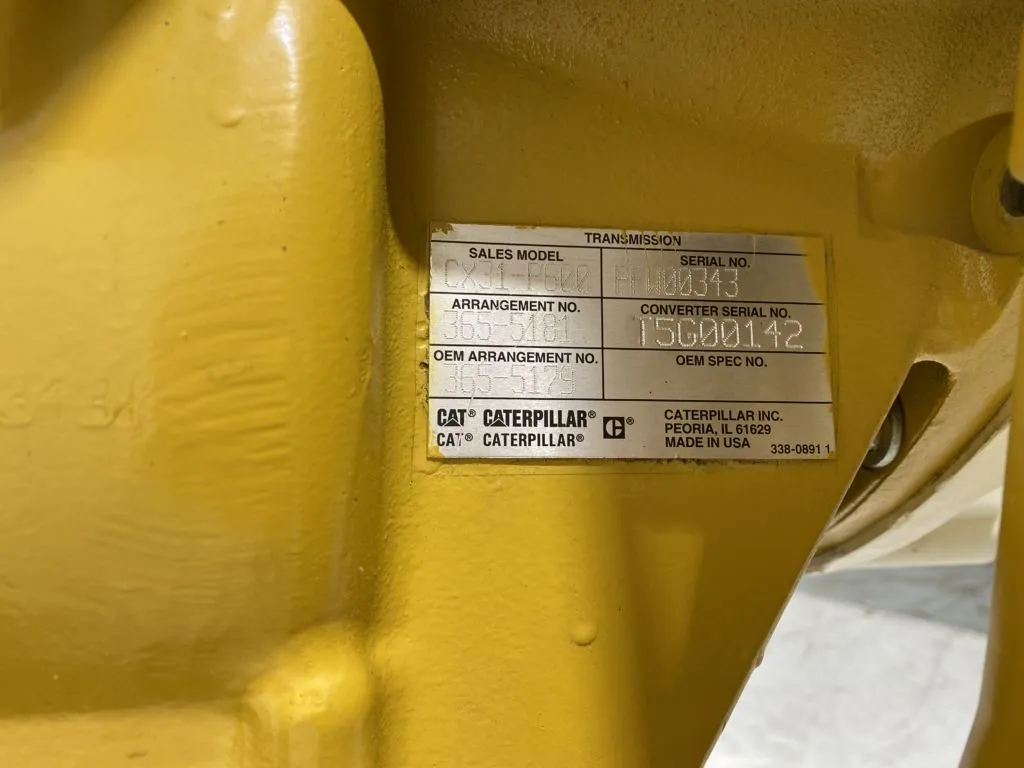 TRANSMISSION
SALES MODEL
CX31-P600
SERIAL NO.
ARRANGEMENT NO.
365-5181
CONVERTER SERIAL NO.
T5G00142
OEM ARRANGEMENT NO.
365-5179
OEM SPEC NO.
CAT® CATERPILLAR® C®
CAT® CATERPILLAR®
CATERPILLAR INC.
PEORIA, IL 61629
MADE IN USA
338-0891 1